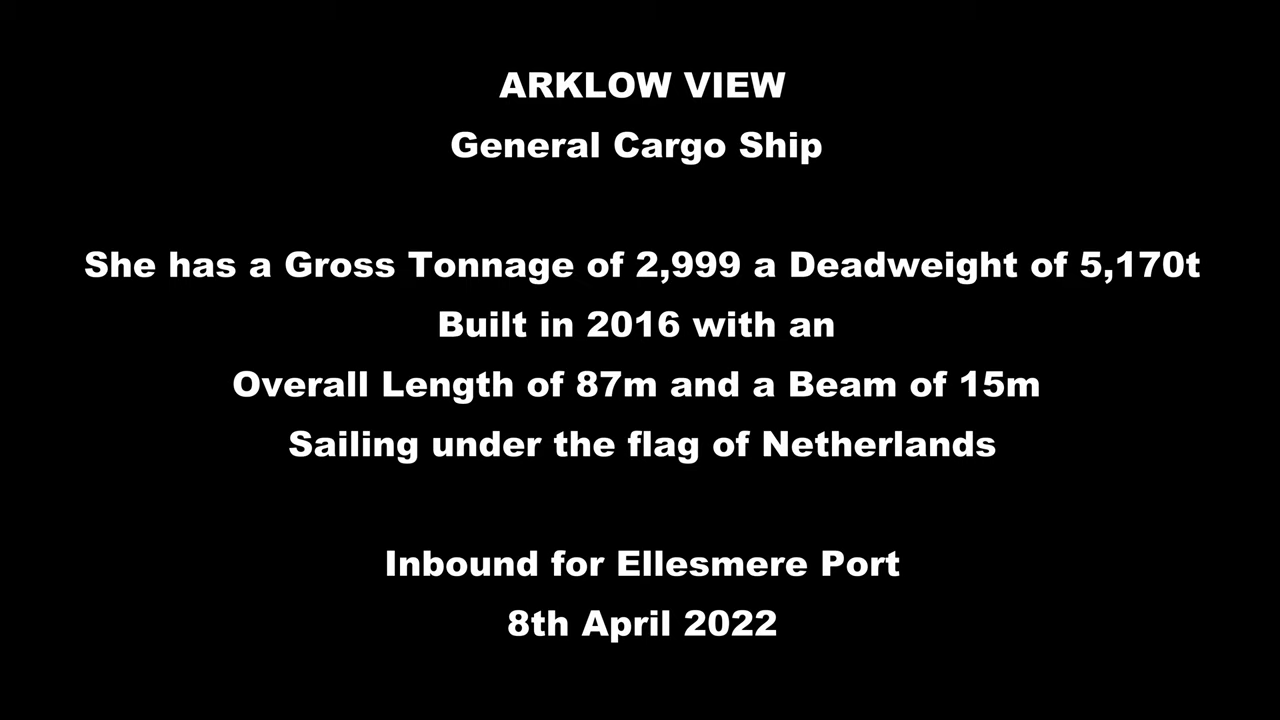 ARKLOW VIEW
General Cargo Ship
She has a Gross Tonnage of 2,999 a Deadweight of 5,170t
Built in 2016 with an
Overall Length of 87m and a Beam of 15m
Sailing under the flag of Netherlands
Inbound for Ellesmere Port
8th April 2022